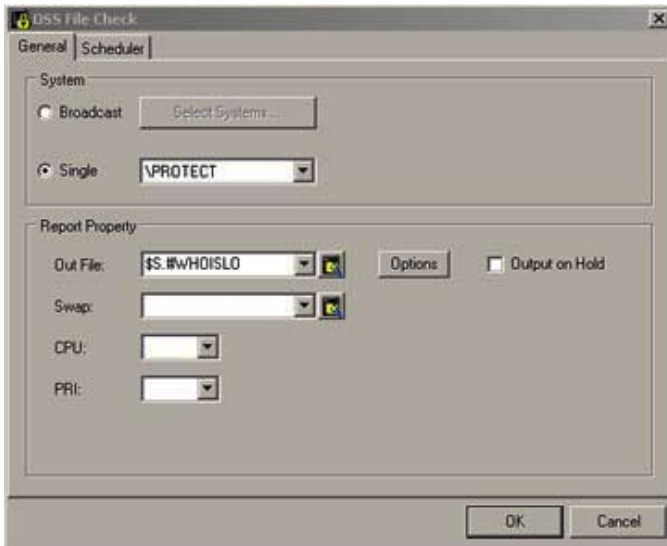 OSS File Check
General Scheduler
System
Broadcast Select Systems...
Single \PROTECT
Report Property
Out File: $S.#WHOISLO Options Output on Hold
Swap:
CPU:
PRI:
OK Cancel